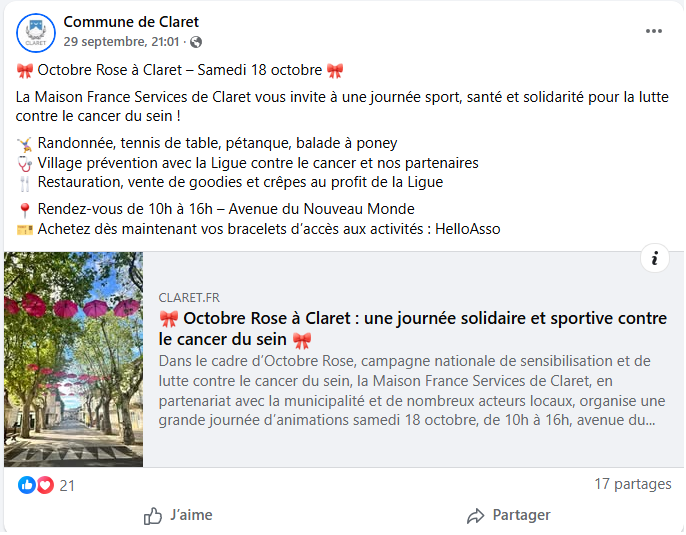 Commune de Claret
29 septembre, 21:01 ·
🎀 Octobre Rose à Claret – Samedi 18 octobre 🎀
La Maison France Services de Claret vous invite à une journée sport, santé et solidarité pour la lutte
contre le cancer du sein !
🤸 Randonnée, tennis de table, pétanque, balade à poney
🩺 Village prévention avec la Ligue contre le cancer et nos partenaires
🍴 Restauration, vente de goodies et crêpes au profit de la Ligue
📍 Rendez-vous de 10h à 16h – Avenue du Nouveau Monde
🎫 Achetez dès maintenant vos bracelets d’accès aux activités : HelloAsso
CLARET.FR
🎀 Octobre Rose à Claret : une journée solidaire et sportive contre
le cancer du sein 🎀
Dans le cadre d’Octobre Rose, campagne nationale de sensibilisation et de
lutte contre le cancer du sein, la Maison France Services de Claret, en
partenariat avec la municipalité et de nombreux acteurs locaux, organise une
grande journée d’animations samedi 18 octobre, de 10h à 16h, avenue du...
21
17 partages
J’aime
Partager
CLARET